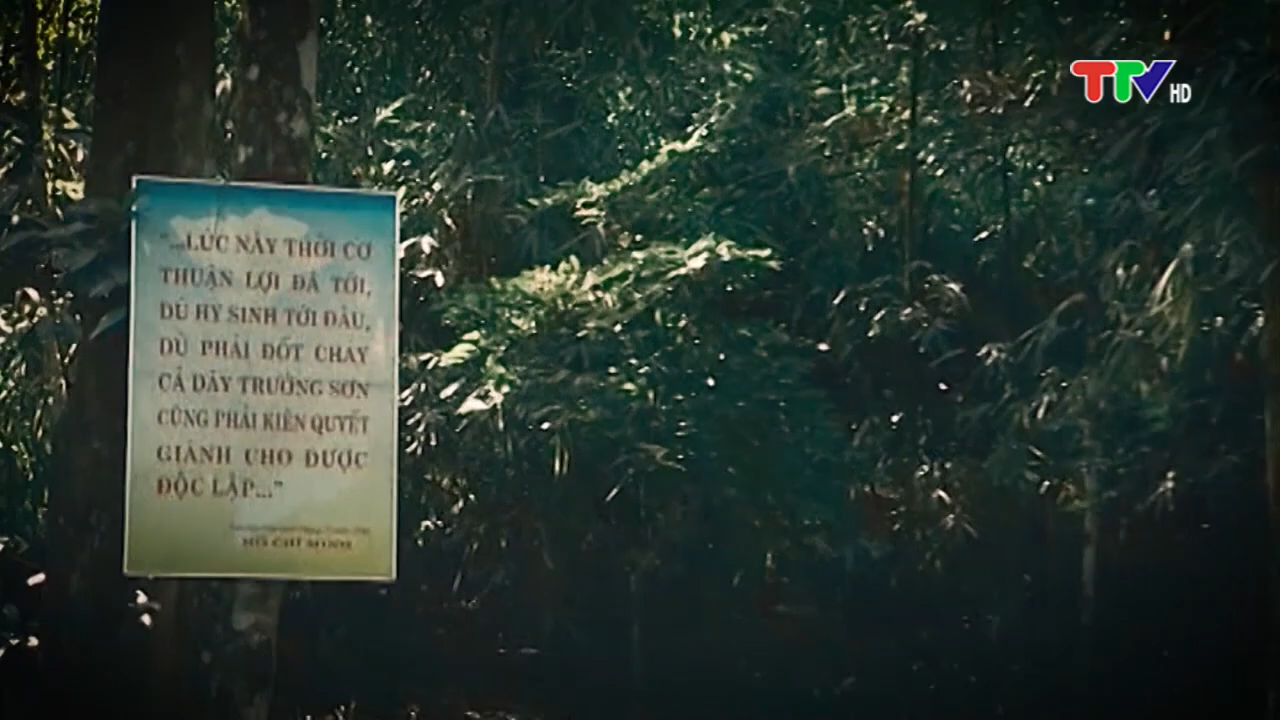 TTV HD
"...LÚC NÀY THỜI CƠ
THUẬN LỢI ĐÃ TỚI,
DÙ HY SINH TỚI ĐÂU,
DÙ PHẢI ĐỐT CHÁY
CẢ DÃY TRƯỜNG SƠN
CŨNG PHẢI KIÊN QUYẾT
GIÀNH CHO ĐƯỢC
ĐỘC LẬP..."
HỒ CHÍ MINH